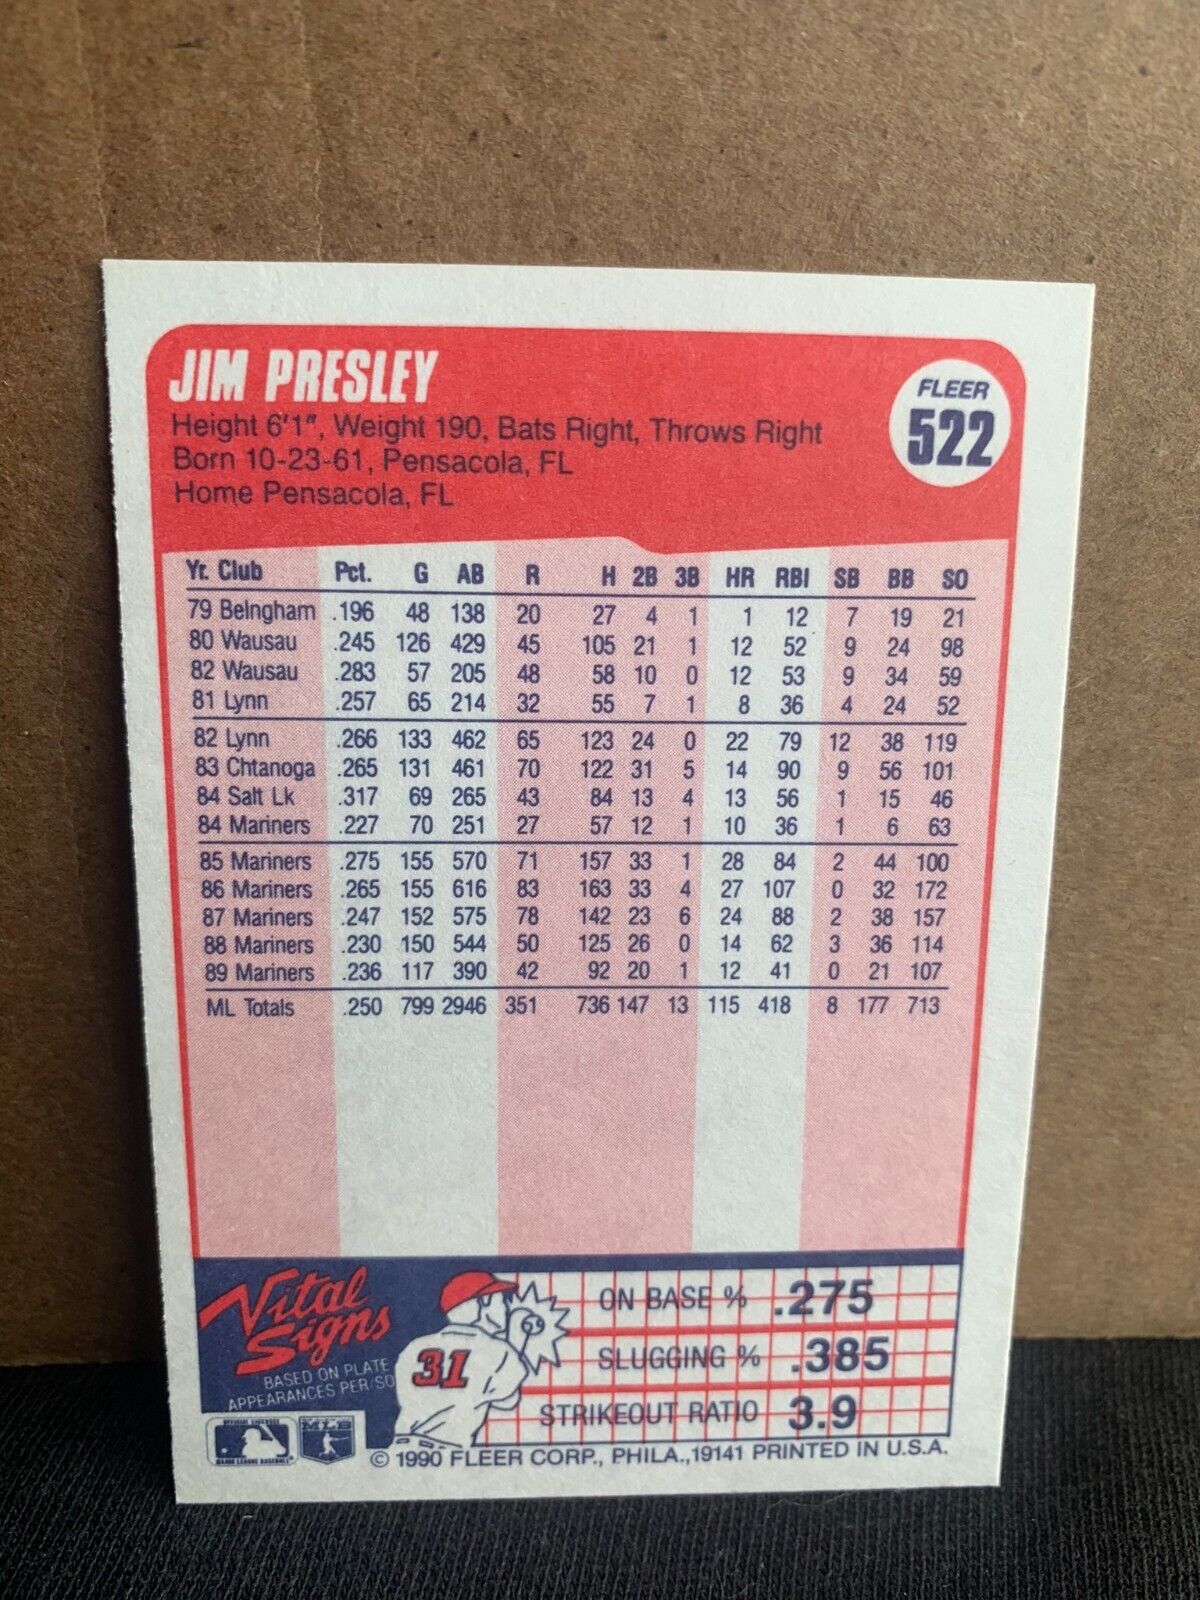 JIM PRESLEY
FLEER
522
Height 6'1", Weight 190, Bats Right, Throws Right
Born 10-23-61, Pensacola, FL
Home Pensacola, FL
Yr. Club Pct. G AB R H 2B 3B HR RBI SB BB SO
79 Belngham .196 48 138 20 27 4 1 1 12 7 19 21
80 Wausau .245 126 429 45 105 21 1 12 52 9 24 98
82 Wausau .283 57 205 48 58 10 0 12 53 9 34 59
81 Lynn .257 65 214 32 55 7 1 8 36 4 24 52
82 Lynn .266 133 462 65 123 24 0 22 79 12 38 119
83 Chtanoga .265 131 461 70 122 31 5 14 90 9 56 101
84 Salt Lk .317 69 265 43 84 13 4 13 56 1 15 46
84 Mariners .227 70 251 27 57 12 1 10 36 1 6 63
85 Mariners .275 155 570 71 157 33 1 28 84 2 44 100
86 Mariners .265 155 616 83 163 33 4 27 107 0 32 172
87 Mariners .247 152 575 78 142 23 6 24 88 2 38 157
88 Mariners .230 150 544 50 125 26 0 14 62 3 36 114
89 Mariners .236 117 390 42 92 20 1 12 41 0 21 107
ML Totals .250 799 2946 351 736 147 13 115 418 8 177 713
Vital
Signs
BASED ON PLATE
APPEARANCES PER SO
31
ON BASE % .275
SLUGGING % .385
STRIKEOUT RATIO 3.9
MLB
MAJOR LEAGUE BASEBALL
© 1990 FLEER CORP., PHILA.,19141 PRINTED IN U.S.A.